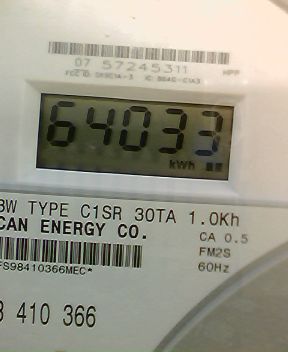 07 57245311
64033
kWh
3W TYPE C1SR 30TA 1.0Kh
CAN ENERGY CO.
CA 0.5
FM2S
FS98410366MEC*
60Hz
3 410 366